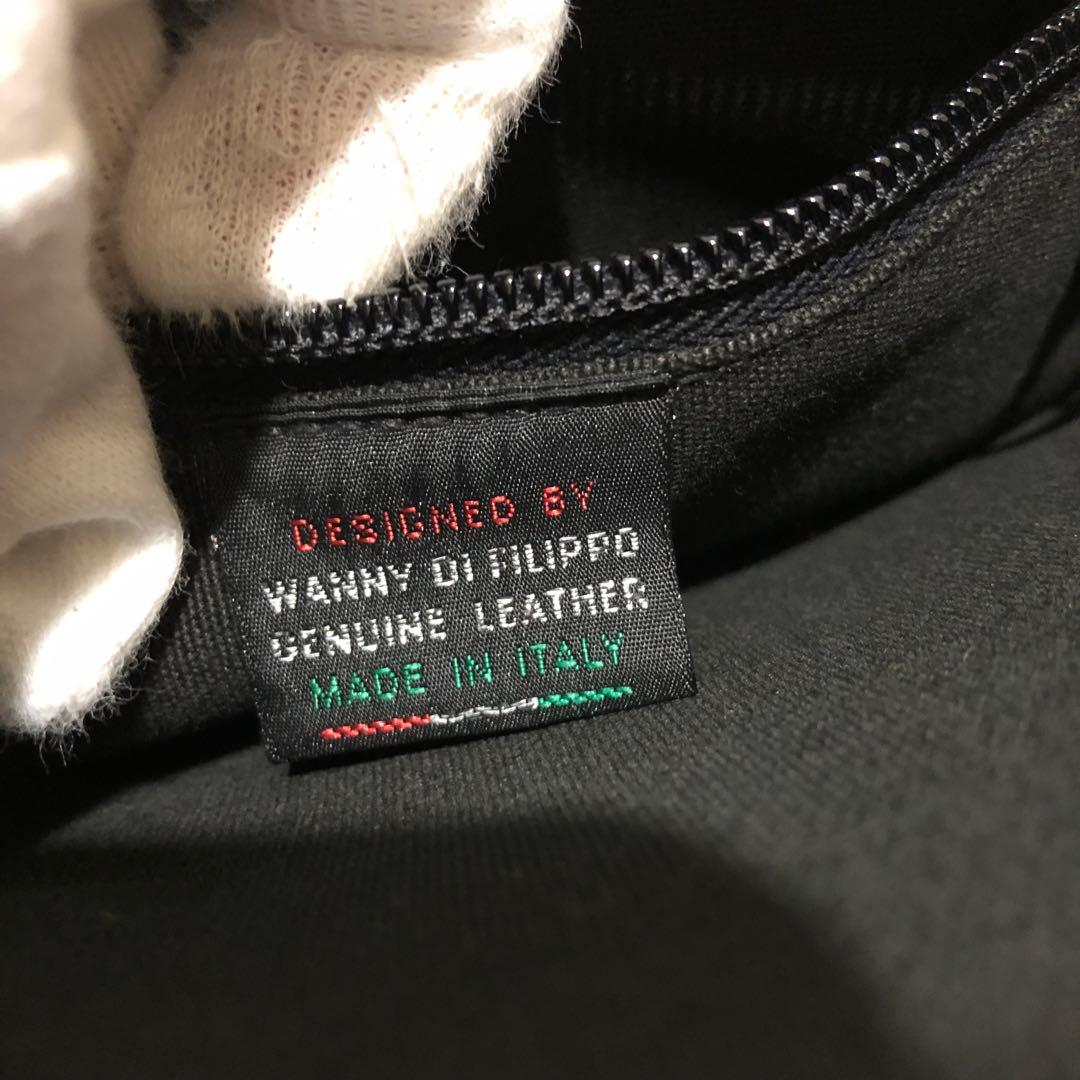 DESIGNED BY
WANNY DI FILIPPO
GENUINE LEATHER
MADE IN ITALY